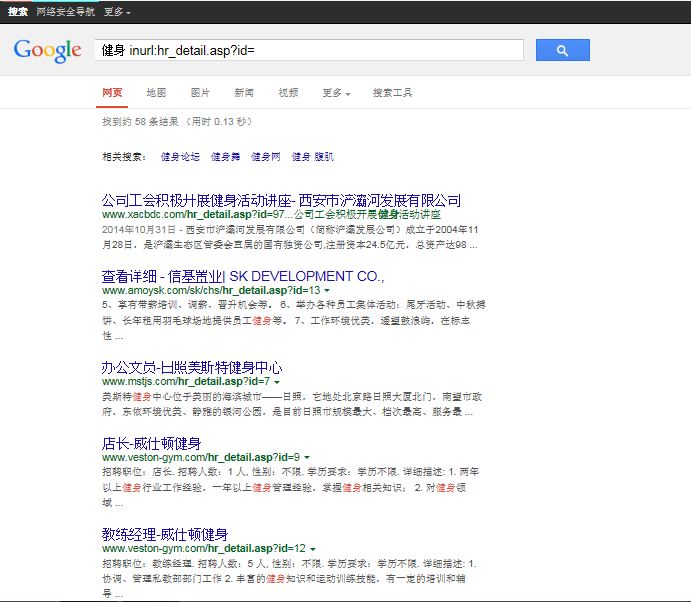 搜索 网络安全导航 更多
Google 健身 inurl:hr_detail.asp?id=
网页 地图 图片 新闻 视频 更多 搜索工具
找到约 58 条结果 （用时 0.13 秒）
相关搜索： 健身论坛 健身舞 健身网 健身 腹肌
公司工会积极开展健身活动讲座- 西安市浐灞河发展有限公司
www.xacbdc.com/hr_detail.asp?id=97...公司工会积极开展健身活动讲座
2014年10月31日 - 西安市浐灞河发展有限公司（简称浐灞发展公司）成立于2004年11
月28日，是浐灞生态区管委会直属的国有独资公司,注册资本24.5亿元，总资产达98 ...
查看详细 - 信基置业| SK DEVELOPMENT CO.,
www.amoysk.com/sk/chs/hr_detail.asp?id=13
5、享有带薪培训、调薪、晋升机会等。 6、举办各种员工集体活动：尾牙活动、中秋搏
饼、长年租用羽毛球场地提供员工健身等。 7、工作环境优美，遥望鼓浪屿，在标志
性 ...
办公文员-日照美斯特健身中心
www.mstjs.com/hr_detail.asp?id=7
美斯特健身中心位于美丽的海滨城市——日照，它地处北京路日照大厦北门，南望市政
府，东依环境优美、静雅的银河公园，是目前日照市规模最大、档次最高、服务最 ...
店长-威仕顿健身
www.veston-gym.com/hr_detail.asp?id=9
招聘职位：店长. 招聘人数：1 人, 性别：不限. 学历要求：学历不限. 详细描述: 1. 两年
以上健身行业工作经验，一年以上健身管理经验，掌握健身相关知识； 2. 对健身领
域 ...
教练经理-威仕顿健身
www.veston-gym.com/hr_detail.asp?id=12
招聘职位：教练经理. 招聘人数：5 人, 性别：不限. 学历要求：学历不限. 详细描述: 1.
协调、管理私教部部门工作 2. 丰富的健身知识和运动训练技能，有一定的培训和辅
导 ...